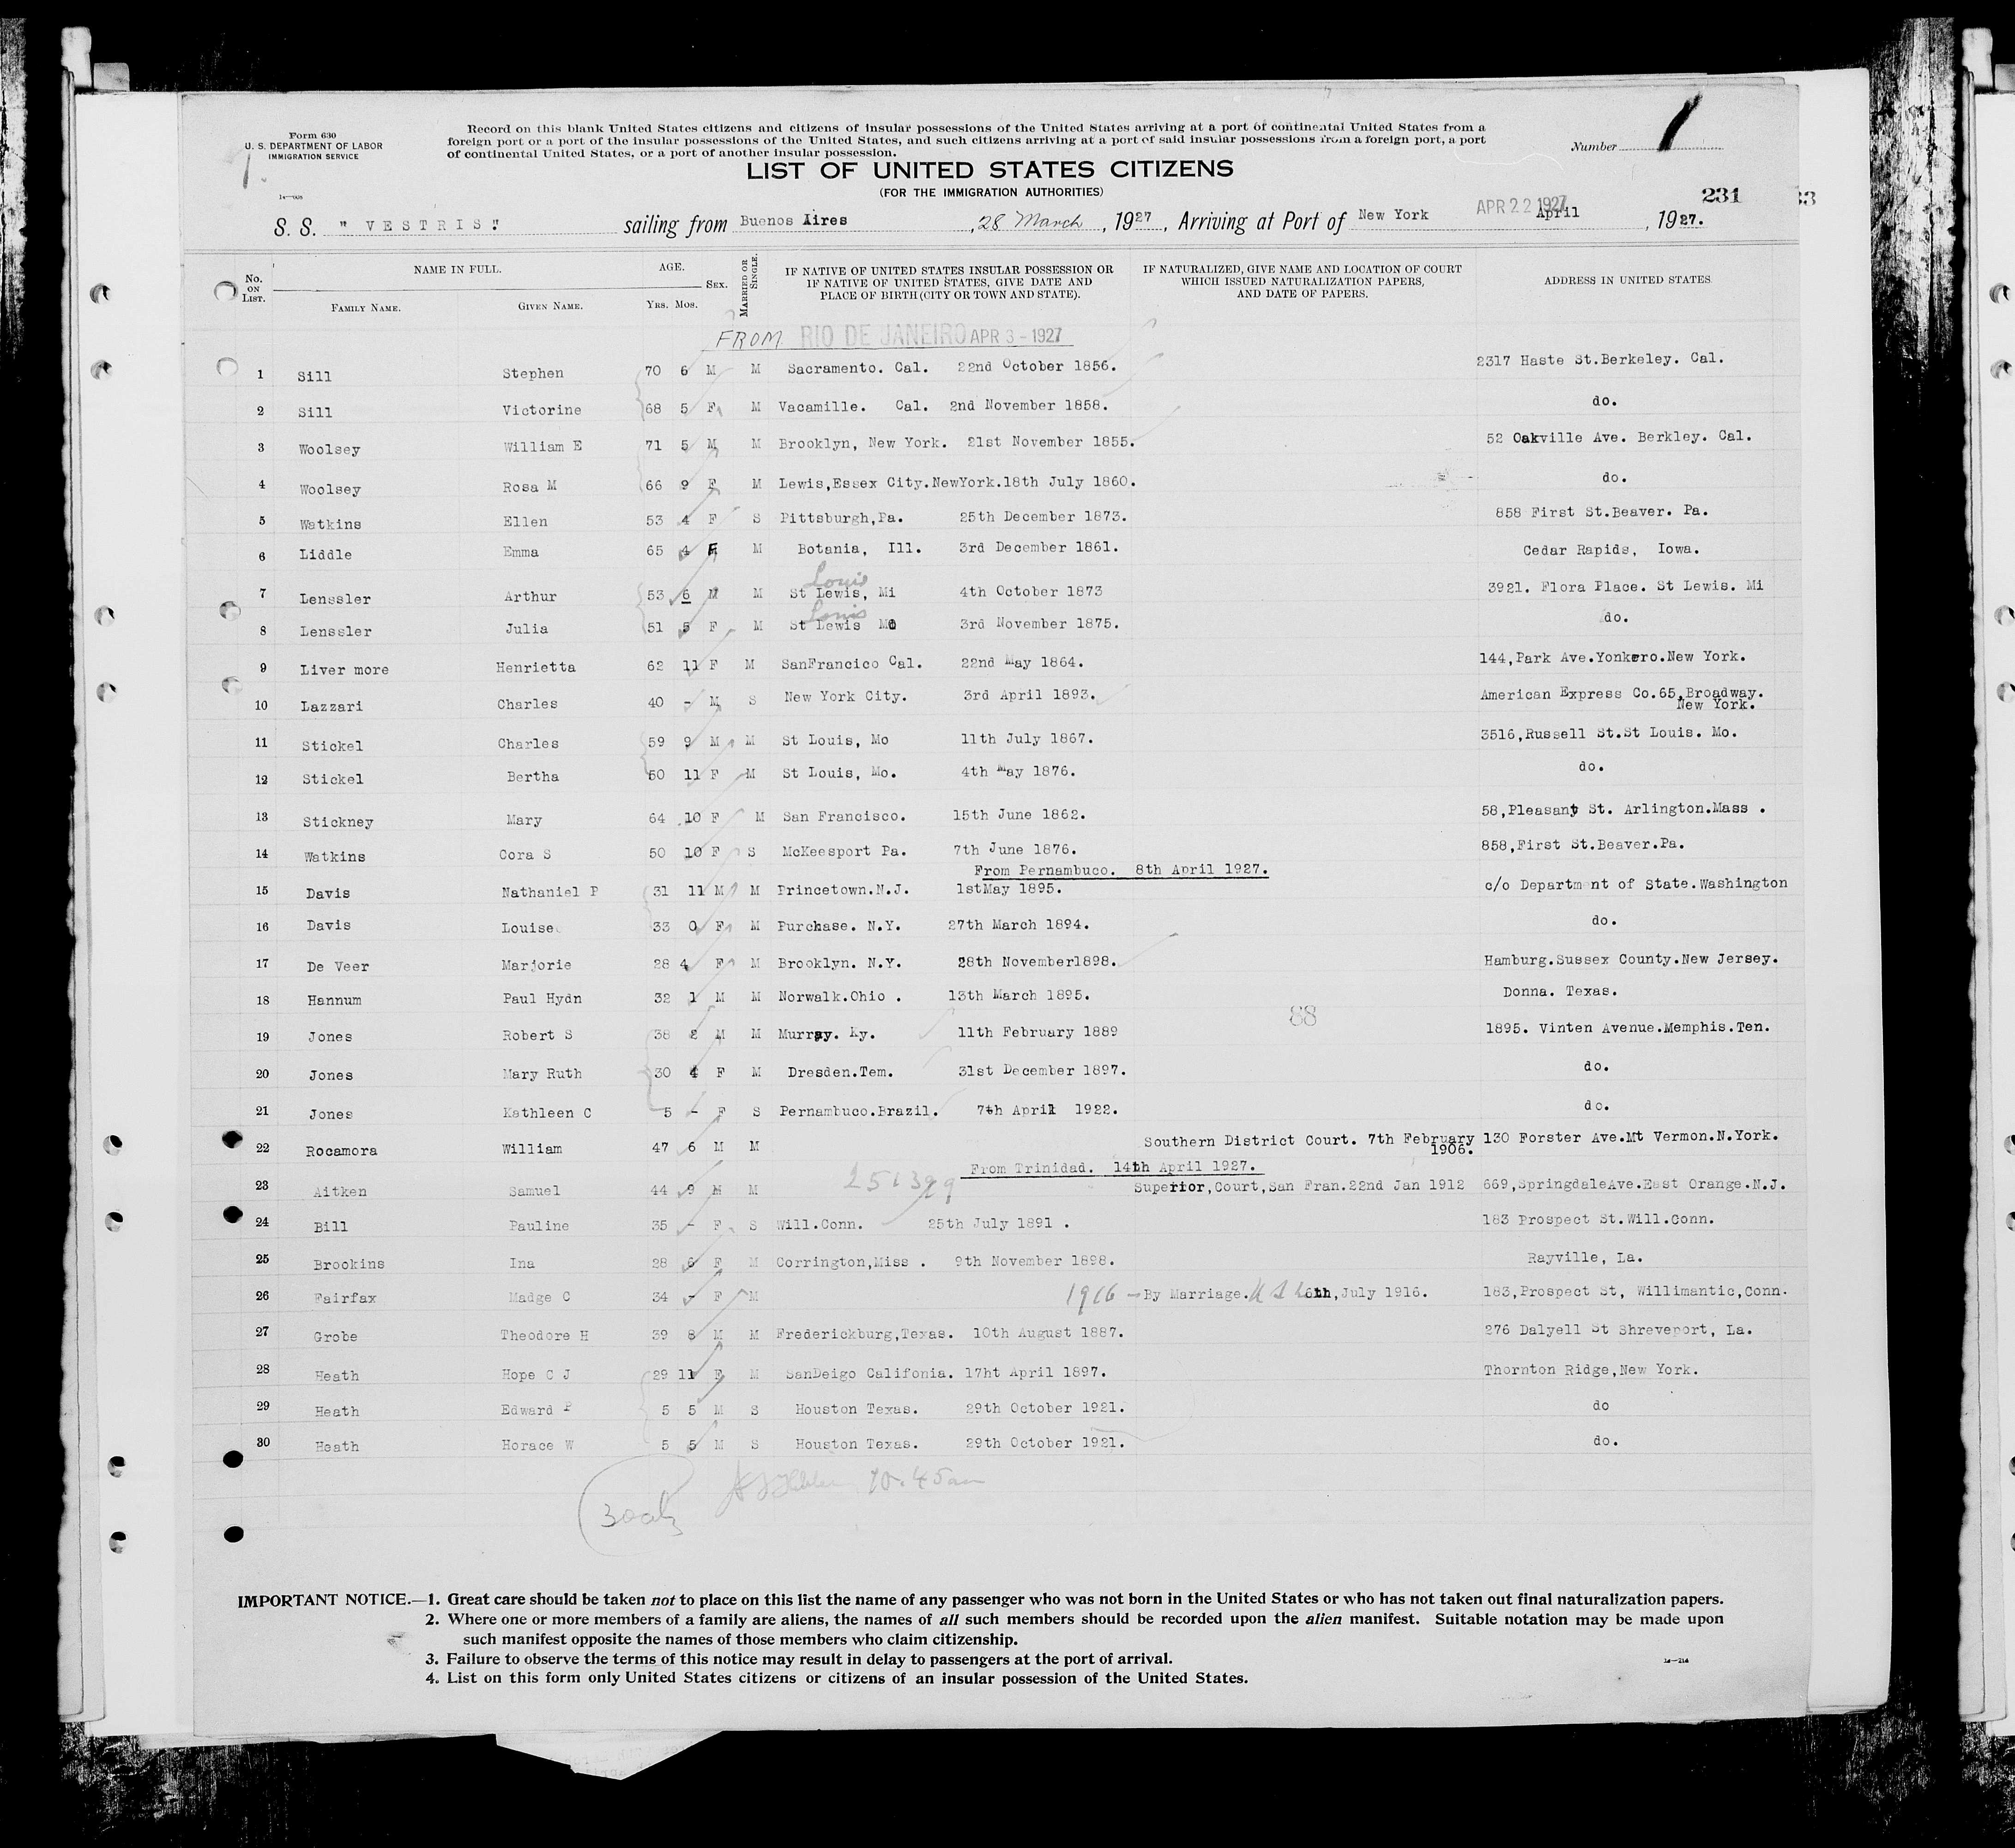 Form 630
U. S. DEPARTMENT OF LABOR
IMMIGRATION SERVICE
Record on this blank United States citizens and citizens of insular possessions of the United States arriving at a port of continental United States from a
foreign port or a port of the insular possessions of the United States, and such citizens arriving at a port of said insular possessions from a foreign port, a port
of continental United States, or a port of another insular possession.
Number 1
LIST OF UNITED STATES CITIZENS
(FOR THE IMMIGRATION AUTHORITIES)
231
S. S. " VESTRIS " sailing from Buenos Aires , 28 March , 1927 , Arriving at Port of New York APR 22 1927 April , 1927.
No. ON LIST. NAME IN FULL. FAMILY NAME. GIVEN NAME. AGE. YRS. MOS. SEX. MARRIED OR SINGLE. IF NATIVE OF UNITED STATES INSULAR POSSESSION OR IF NATIVE OF UNITED STATES, GIVE DATE AND PLACE OF BIRTH (CITY OR TOWN AND STATE). IF NATURALIZED, GIVE NAME AND LOCATION OF COURT WHICH ISSUED NATURALIZATION PAPERS, AND DATE OF PAPERS. ADDRESS IN UNITED STATES
FROM RIO DE JANEIRO APR 3 - 1927
1 Sill Stephen 70 6 M M Sacramento. Cal. 22nd October 1856. 2317 Haste St.Berkeley. Cal.
2 Sill Victorine 68 5 F M Vacamille. Cal. 2nd November 1858. do.
3 Woolsey William E 71 5 M M Brooklyn, New York. 21st November 1855. 52 Oakville Ave. Berkley. Cal.
4 Woolsey Rosa M 66 9 F M Lewis,Essex City.NewYork.18th July 1860. do.
5 Watkins Ellen 53 4 F S Pittsburgh,Pa. 25th December 1873. 858 First St.Beaver. Pa.
6 Liddle Emma 65 4 F M Botania, Ill. 3rd December 1861. Cedar Rapids, Iowa.
Louis
7 Lenssler Arthur 53 6 M M St Lewis, Mi 4th October 1873 3921. Flora Place. St Lewis. Mi
Louis
8 Lenssler Julia 51 5 F M St Lewis Mo 3rd November 1875. do.
9 Liver more Henrietta 62 11 F M SanFrancico Cal. 22nd May 1864. 144,Park Ave.Yonkero.New York.
10 Lazzari Charles 40 - M S New York City. 3rd April 1893. American Express Co.65,Broadway.
New York.
11 Stickel Charles 59 9 M M St Louis, Mo 11th July 1867. 3516,Russell St.St Louis. Mo.
12 Stickel Bertha 50 11 F M St Louis, Mo. 4th May 1876. do.
13 Stickney Mary 64 10 F M San Francisco. 15th June 1862. 58,Pleasant St. Arlington.Mass .
14 Watkins Cora S 50 10 F S McKeesport Pa. 7th June 1876. 858,First St.Beaver.Pa.
From Pernambuco. 8th April 1927.
15 Davis Nathaniel P 31 11 M M Princetown.N.J. 1stMay 1895. c/o Departm nt of State.Washington
16 Davis Louise 33 0 F M Purchase. N.Y. 27th March 1894. do.
17 De Veer Marjorie 28 4 F M Brooklyn. N.Y. 28th November1898. Hamburg.Sussex County.New Jersey.
18 Hannum Paul Hydn 32 1 M M Norwalk.Ohio . 13th March 1895. Donna. Texas.
88
19 Jones Robert S 38 2 M M Murray. Ky. 11th February 1889 1895. Vinten Avenue.Memphis.Ten.
20 Jones Mary Ruth 30 4 F M Dresden.Tem. 31st December 1897. do.
21 Jones Kathleen C 5 - F S Pernambuco.Brazil. 7th April 1922. do.
22 Rocamora William 47 6 M M Southern District Court. 7th February 1906. 130 Forster Ave.Mt Vernon.N.York.
From Trinidad. 14th April 1927.
251399
23 Aitken Samuel 44 9 M M Superior,Court,San Fran.22nd Jan 1912 669,SpringdaleAve.East Orange.N.J.
24 Bill Pauline 35 - F S Will.Conn. 25th July 1891 . 183 Prospect St.Will.Conn.
25 Brookins Ina 28 6 F M Corrington,Miss . 9th November 1898. Rayville, La.
26 Fairfax Madge C 34 - F M 1916 - By Marriage. 6th,July 1916. 183,Prospect St, Willimantic,Conn.
27 Grobe Theodore H 39 8 M M Frederickburg,Texas. 10th August 1887. 276 Dalyell St Shreveport, La.
28 Heath Hope C J 29 11 F M SanDeigo Califonia. 17ht April 1897. Thornton Ridge,New York.
29 Heath Edward P 5 5 M S Houston Texas. 29th October 1921. do
30 Heath Horace W 5 5 M S Houston Texas. 29th October 1921. do.
10.45am
IMPORTANT NOTICE.—1. Great care should be taken not to place on this list the name of any passenger who was not born in the United States or who has not taken out final naturalization papers.
2. Where one or more members of a family are aliens, the names of all such members should be recorded upon the alien manifest. Suitable notation may be made upon
such manifest opposite the names of those members who claim citizenship.
3. Failure to observe the terms of this notice may result in delay to passengers at the port of arrival.
4. List on this form only United States citizens or citizens of an insular possession of the United States.